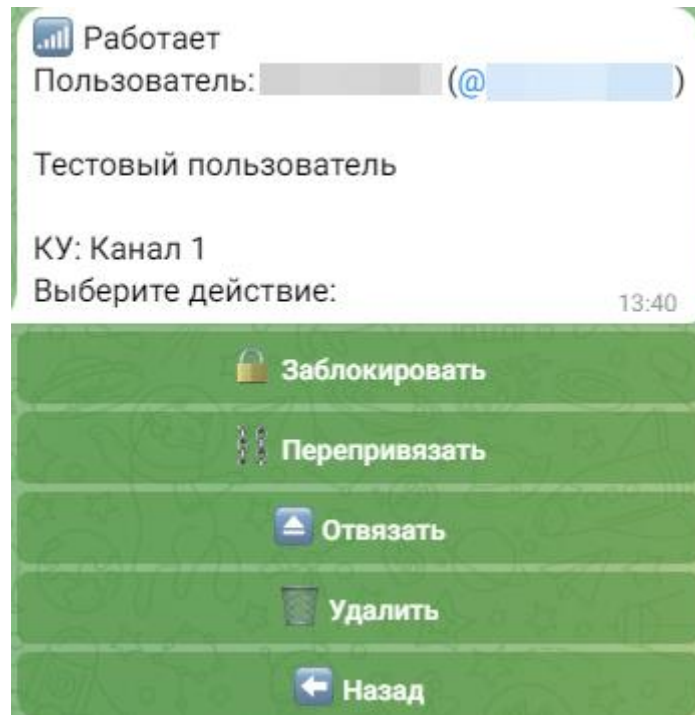 Работает
Пользователь: (@ )
Тестовый пользователь
КУ: Канал 1
Выберите действие:
13:40
Заблокировать
Перепривязать
Отвязать
Удалить
Назад